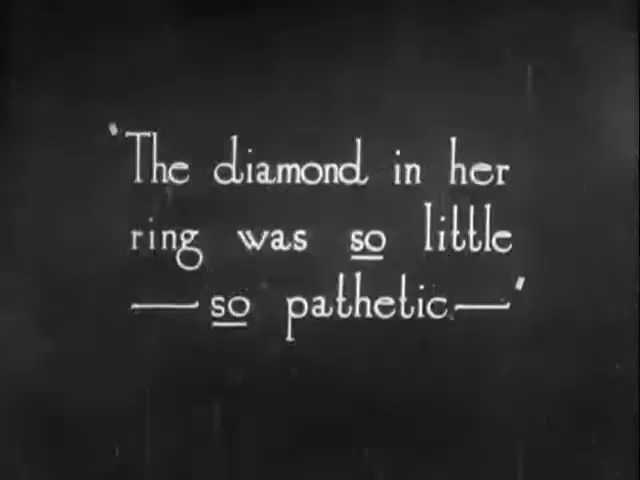 'The diamond in her
ring was so little
—so pathetic—'